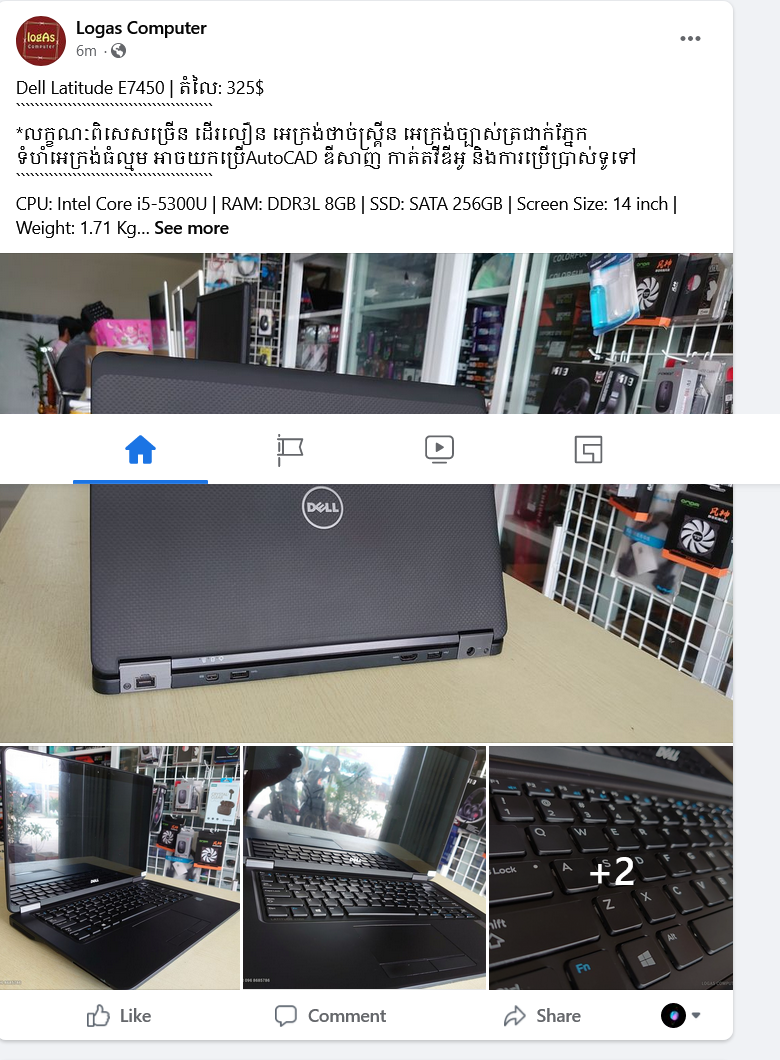 logAs
Computer
Logas Computer
6m ·
Dell Latitude E7450 | តំលៃ: 325$
*លក្ខណៈពិសេសច្រើន ដើរលឿន អេក្រង់ថាច់ស្គ្រីន អេក្រង់ច្បាស់ត្រជាក់ភ្នែក
ទំហំអេក្រង់ធំល្មម អាចយកប្រើAutoCAD ឌីសាញ កាត់តវីឌីអូ និងការប្រើប្រាស់ទូទៅ
CPU: Intel Core i5-5300U | RAM: DDR3L 8GB | SSD: SATA 256GB | Screen Size: 14 inch |
Weight: 1.71 Kg... See more
DELL
+2
Like
Comment
Share